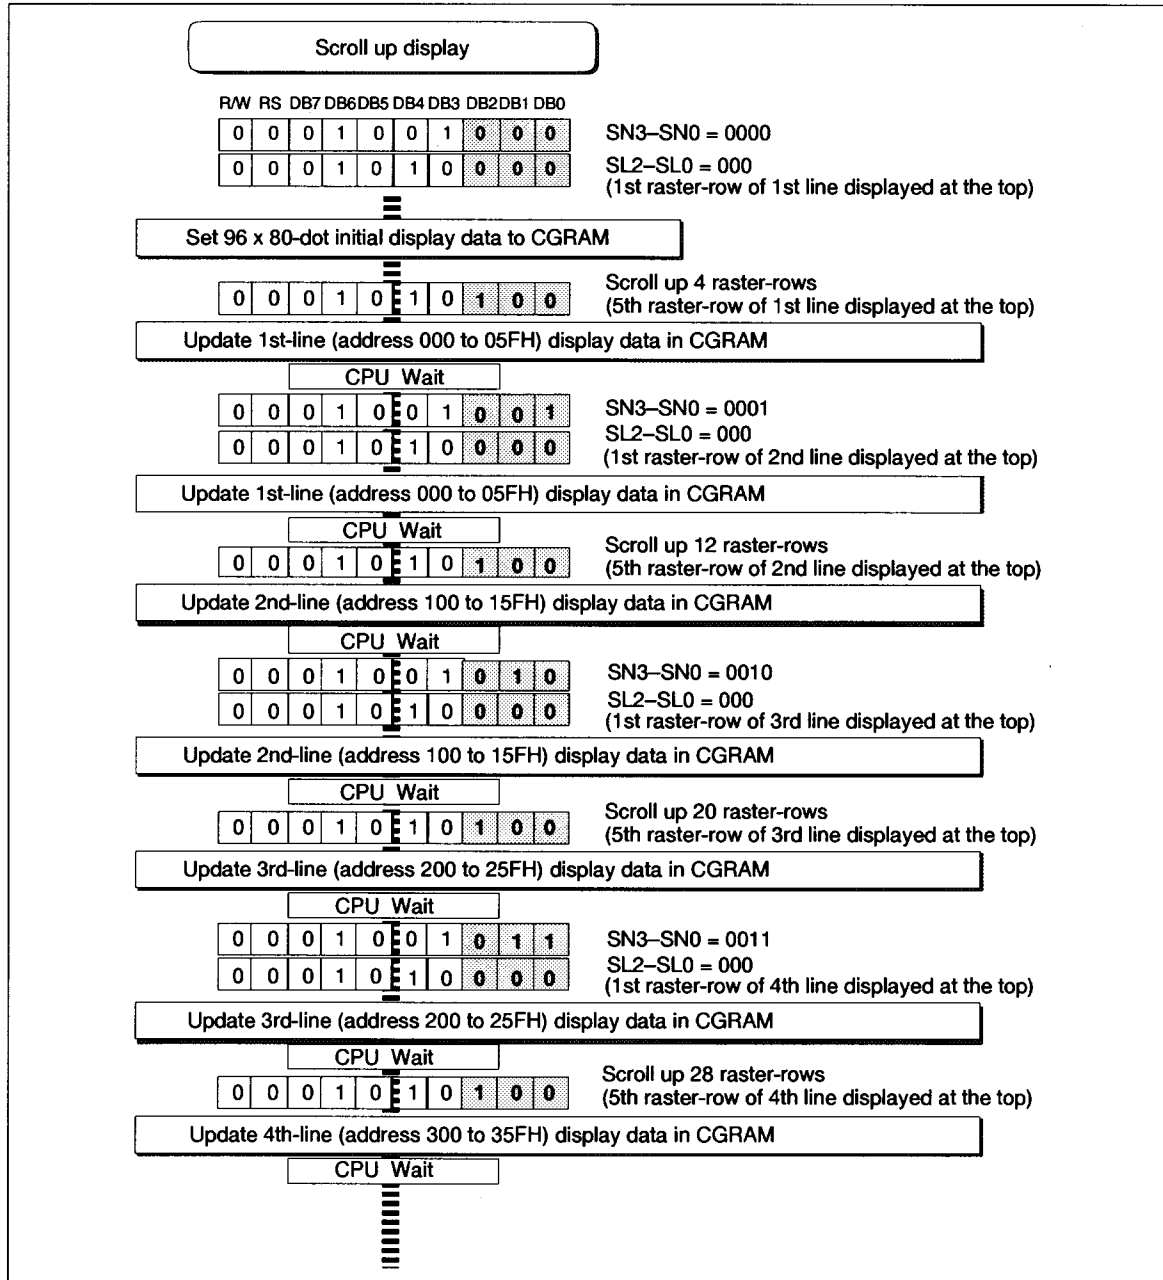 Scroll up display
R/W RS DB7 DB6 DB5 DB4 DB3 DB2 DB1 DB0
0 0 0 1 0 0 1 0 0 0 SN3–SN0 = 0000
0 0 0 1 0 1 0 0 0 0 SL2–SL0 = 000
(1st raster-row of 1st line displayed at the top)
Set 96 x 80-dot initial display data to CGRAM
Scroll up 4 raster-rows
0 0 0 1 0 1 0 1 0 0 (5th raster-row of 1st line displayed at the top)
Update 1st-line (address 000 to 05FH) display data in CGRAM
CPU Wait
0 0 0 1 0 0 1 0 0 1 SN3–SN0 = 0001
0 0 0 1 0 1 0 0 0 0 SL2–SL0 = 000
(1st raster-row of 2nd line displayed at the top)
Update 1st-line (address 000 to 05FH) display data in CGRAM
CPU Wait
Scroll up 12 raster-rows
0 0 0 1 0 1 0 1 0 0 (5th raster-row of 2nd line displayed at the top)
Update 2nd-line (address 100 to 15FH) display data in CGRAM
CPU Wait
0 0 0 1 0 0 1 0 1 0 SN3–SN0 = 0010
0 0 0 1 0 1 0 0 0 0 SL2–SL0 = 000
(1st raster-row of 3rd line displayed at the top)
Update 2nd-line (address 100 to 15FH) display data in CGRAM
CPU Wait
Scroll up 20 raster-rows
0 0 0 1 0 1 0 1 0 0 (5th raster-row of 3rd line displayed at the top)
Update 3rd-line (address 200 to 25FH) display data in CGRAM
CPU Wait
0 0 0 1 0 0 1 0 1 1 SN3–SN0 = 0011
0 0 0 1 0 1 0 0 0 0 SL2–SL0 = 000
(1st raster-row of 4th line displayed at the top)
Update 3rd-line (address 200 to 25FH) display data in CGRAM
CPU Wait
Scroll up 28 raster-rows
0 0 0 1 0 1 0 1 0 0 (5th raster-row of 4th line displayed at the top)
Update 4th-line (address 300 to 35FH) display data in CGRAM
CPU Wait